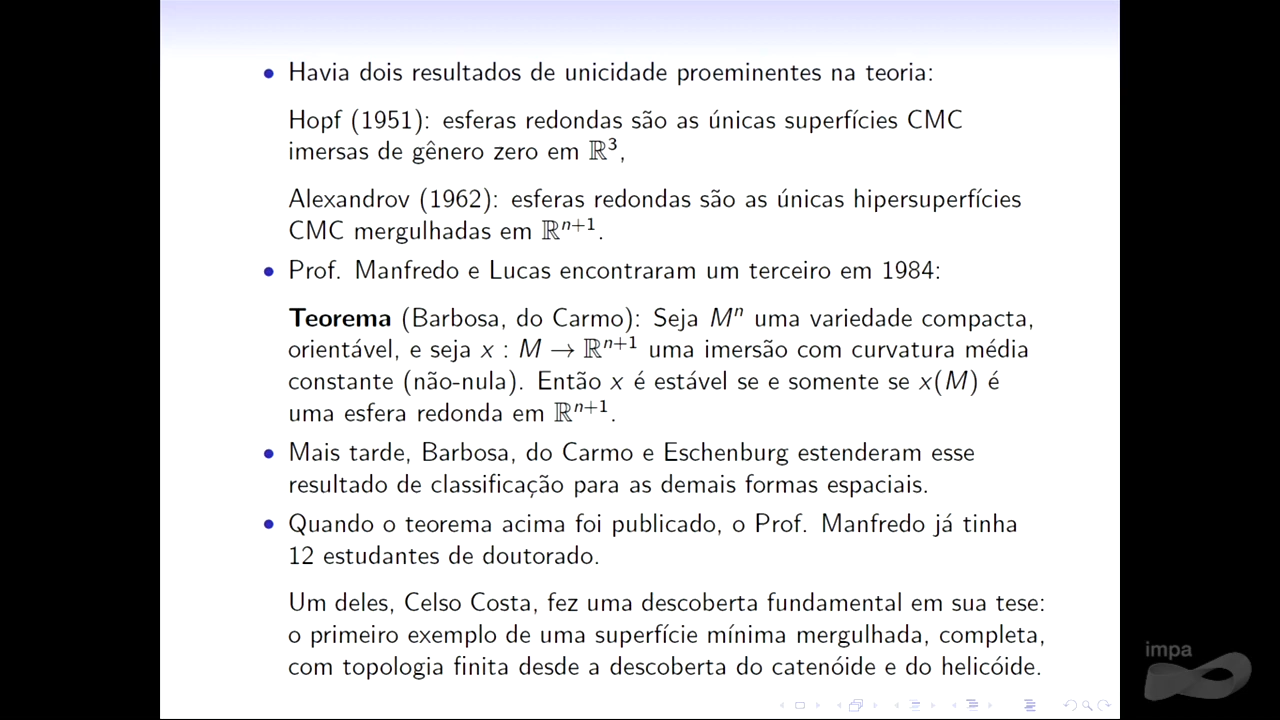 • Havia dois resultados de unicidade proeminentes na teoria:
Hopf (1951): esferas redondas são as únicas superfícies CMC
imersas de gênero zero em ℝ³,
Alexandrov (1962): esferas redondas são as únicas hipersuperfícies
CMC mergulhadas em ℝⁿ⁺¹.
• Prof. Manfredo e Lucas encontraram um terceiro em 1984:
Teorema (Barbosa, do Carmo): Seja Mⁿ uma variedade compacta,
orientável, e seja x : M → ℝⁿ⁺¹ uma imersão com curvatura média
constante (não-nula). Então x é estável se e somente se x(M) é
uma esfera redonda em ℝⁿ⁺¹.
• Mais tarde, Barbosa, do Carmo e Eschenburg estenderam esse
resultado de classificação para as demais formas espaciais.
• Quando o teorema acima foi publicado, o Prof. Manfredo já tinha
12 estudantes de doutorado.
Um deles, Celso Costa, fez uma descoberta fundamental em sua tese:
o primeiro exemplo de uma superfície mínima mergulhada, completa,
com topologia finita desde a descoberta do catenóide e do helicóide.
impa